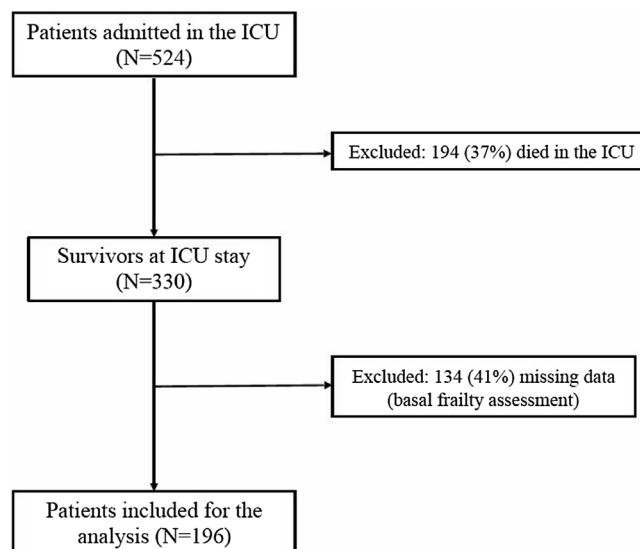 Patients admitted in the ICU
(N=524)
Excluded: 194 (37%) died in the ICU
Survivors at ICU stay
(N=330)
Excluded: 134 (41%) missing data
(basal frailty assessment)
Patients included for the
analysis (N=196)